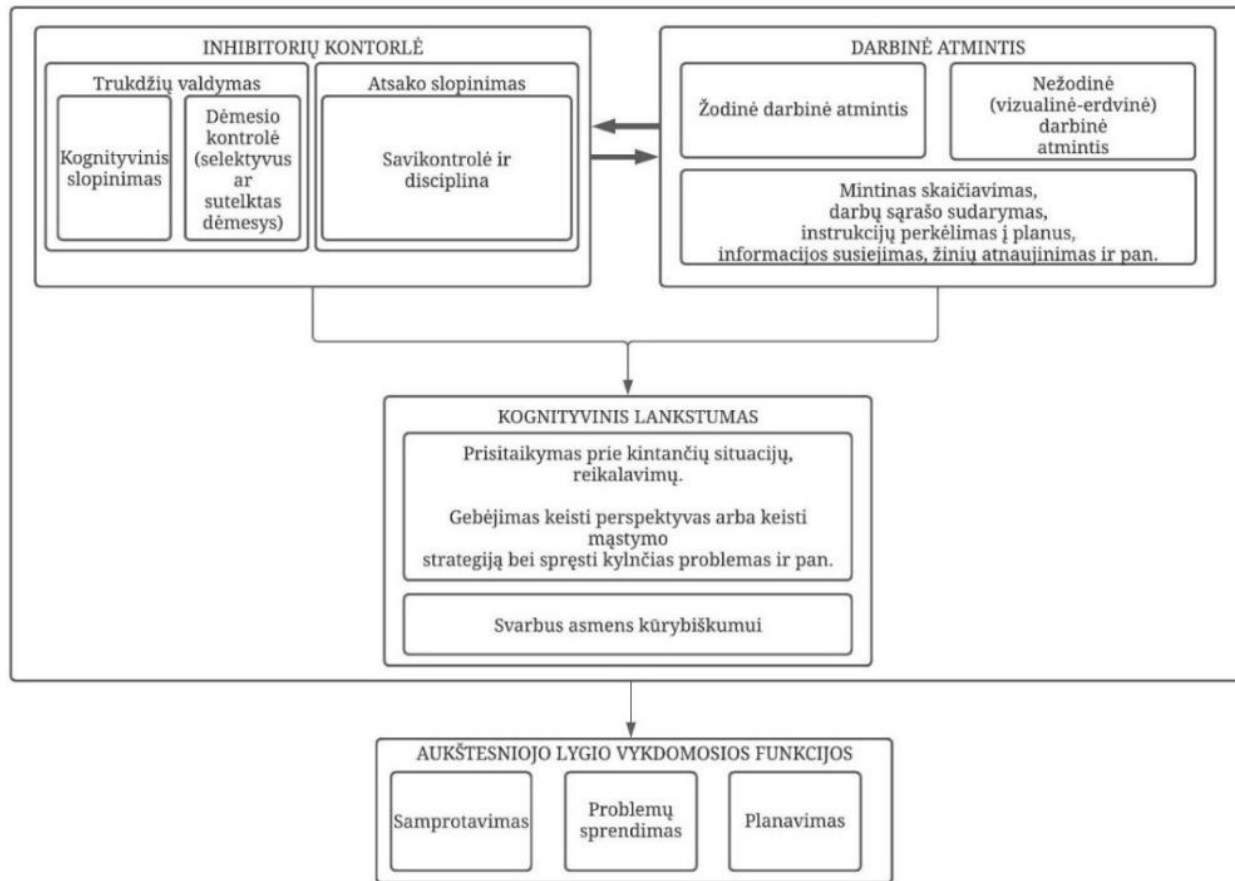 INHIBITORIŲ KONTORLĖ
Trukdžių valdymas
Kognityvinis
slopinimas
Dėmesio
kontrolė
(selektyvus
ar
sutelktas
dėmesys)
Atsako slopinimas
Savikontrolė ir
disciplina
DARBINĖ ATMINTIS
Žodinė darbinė atmintis
Nežodinė
(vizualinė-erdvinė)
darbinė
atmintis
Mintinas skaičiavimas,
darbų sąrašo sudarymas,
instrukcijų perkėlimas į planus,
informacijos susiejimas, žinių atnaujinimas ir pan.
KOGNITYVINIS LANKSTUMAS
Prisitaikymas prie kintančių situacijų,
reikalavimų.
Gebėjimas keisti perspektyvas arba keisti
mąstymo
strategiją bei spręsti kylnčias problemas ir pan.
Svarbus asmens kūrybiškumui
AUKŠTESNIOJO LYGIO VYKDOMOSIOS FUNKCIJOS
Samprotavimas
Problemų
sprendimas
Planavimas